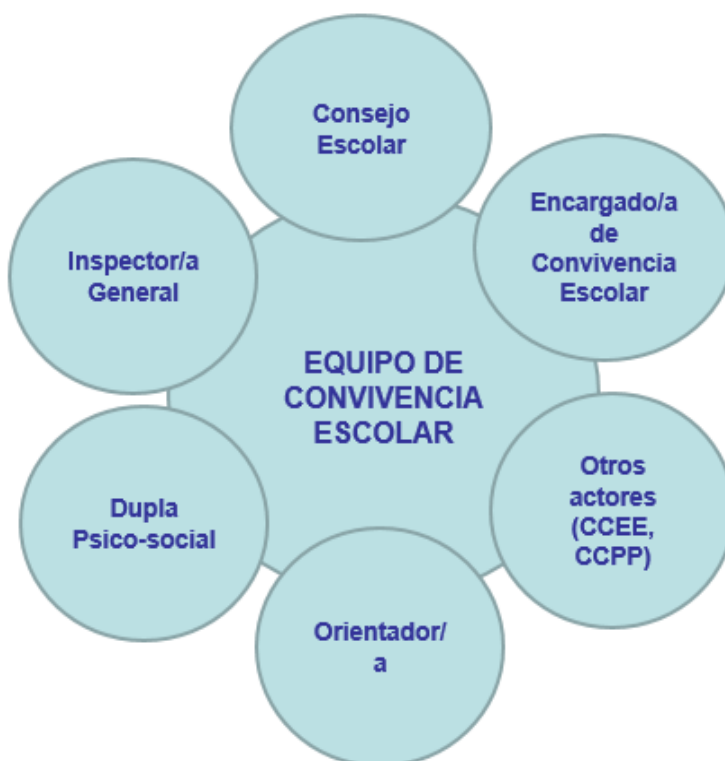 Consejo
Escolar
Encargado/a
de
Convivencia
Escolar
Inspector/a
General
EQUIPO DE
CONVIVENCIA
ESCOLAR
Otros
actores
(CCEE,
CCPP)
Dupla
Psico-social
Orientador/
a